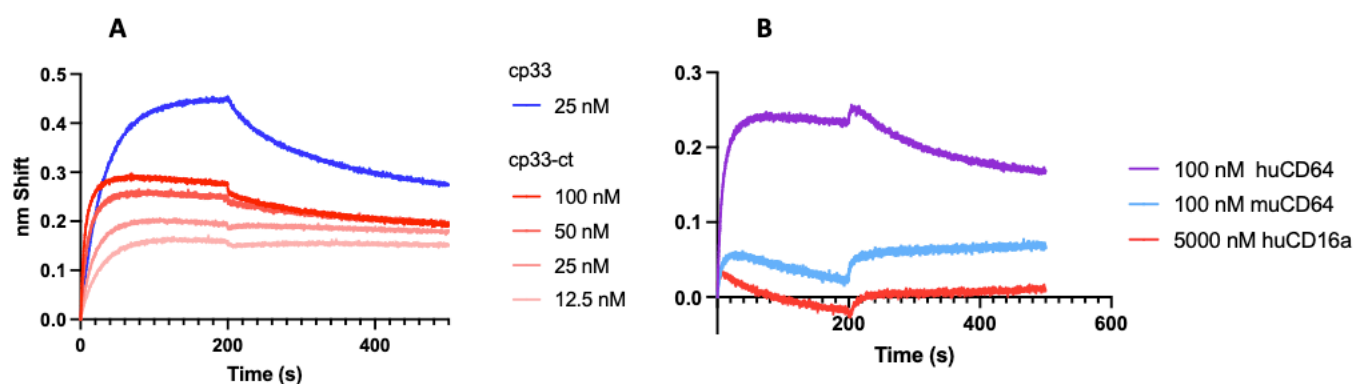 A
nm Shift
0.5
0.4
0.3
0.2
0.1
0.0
0
200
400
Time (s)
cp33
25 nM
cp33-ct
100 nM
50 nM
25 nM
12.5 nM
B
0.3
0.2
0.1
0.0
200
400
600
Time (s)
100 nM huCD64
100 nM muCD64
5000 nM huCD16a